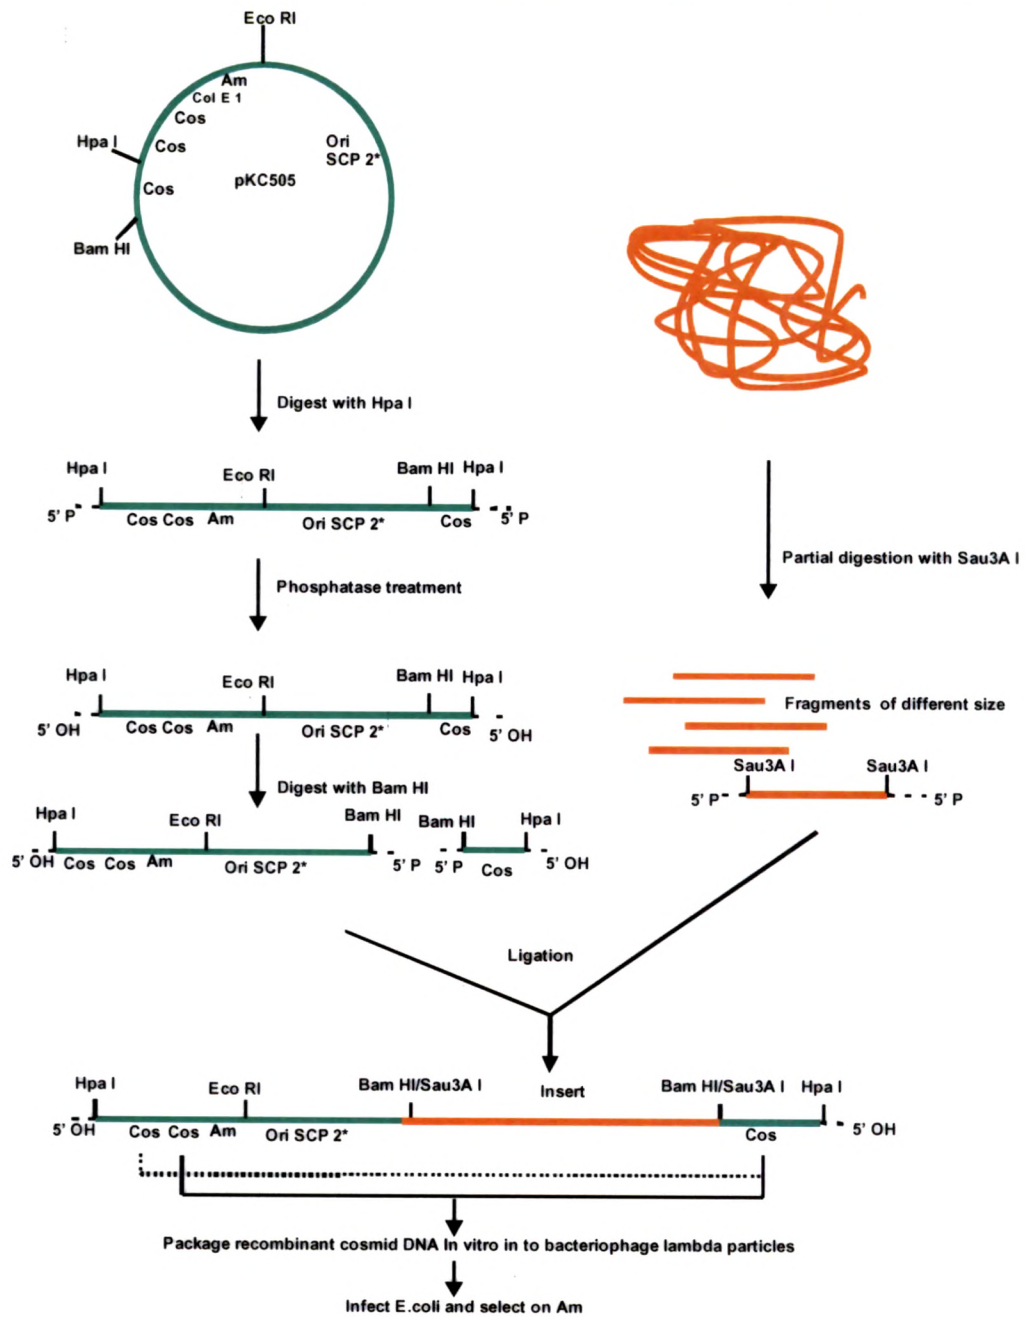 Eco RI
Am
Col E 1
Cos
Hpa I
Cos
Ori
SCP 2*
pKC505
Cos
Bam HI
Digest with Hpa I
Hpa I
Eco RI
Bam HI Hpa I
5' P
Cos Cos Am
Ori SCP 2*
Cos
5' P
Partial digestion with Sau3A I
Phosphatase treatment
Hpa I
Eco RI
Bam HI Hpa I
5' OH
Cos Cos Am
Ori SCP 2*
Cos
5' OH
Fragments of different size
Sau3A I
Sau3A I
5' P
5' P
Digest with Bam HI
Hpa I
Eco RI
Bam HI
Bam HI
Hpa I
5' OH
Cos Cos Am
Ori SCP 2*
5' P
5' P
Cos
5' OH
Ligation
Hpa I
Eco RI
Bam HI/Sau3A I
Insert
Bam HI/Sau3A I
Hpa I
5' OH
Cos Cos Am
Ori SCP 2*
Cos
5' OH
Package recombinant cosmid DNA In vitro in to bacteriophage lambda particles
Infect E.coli and select on Am